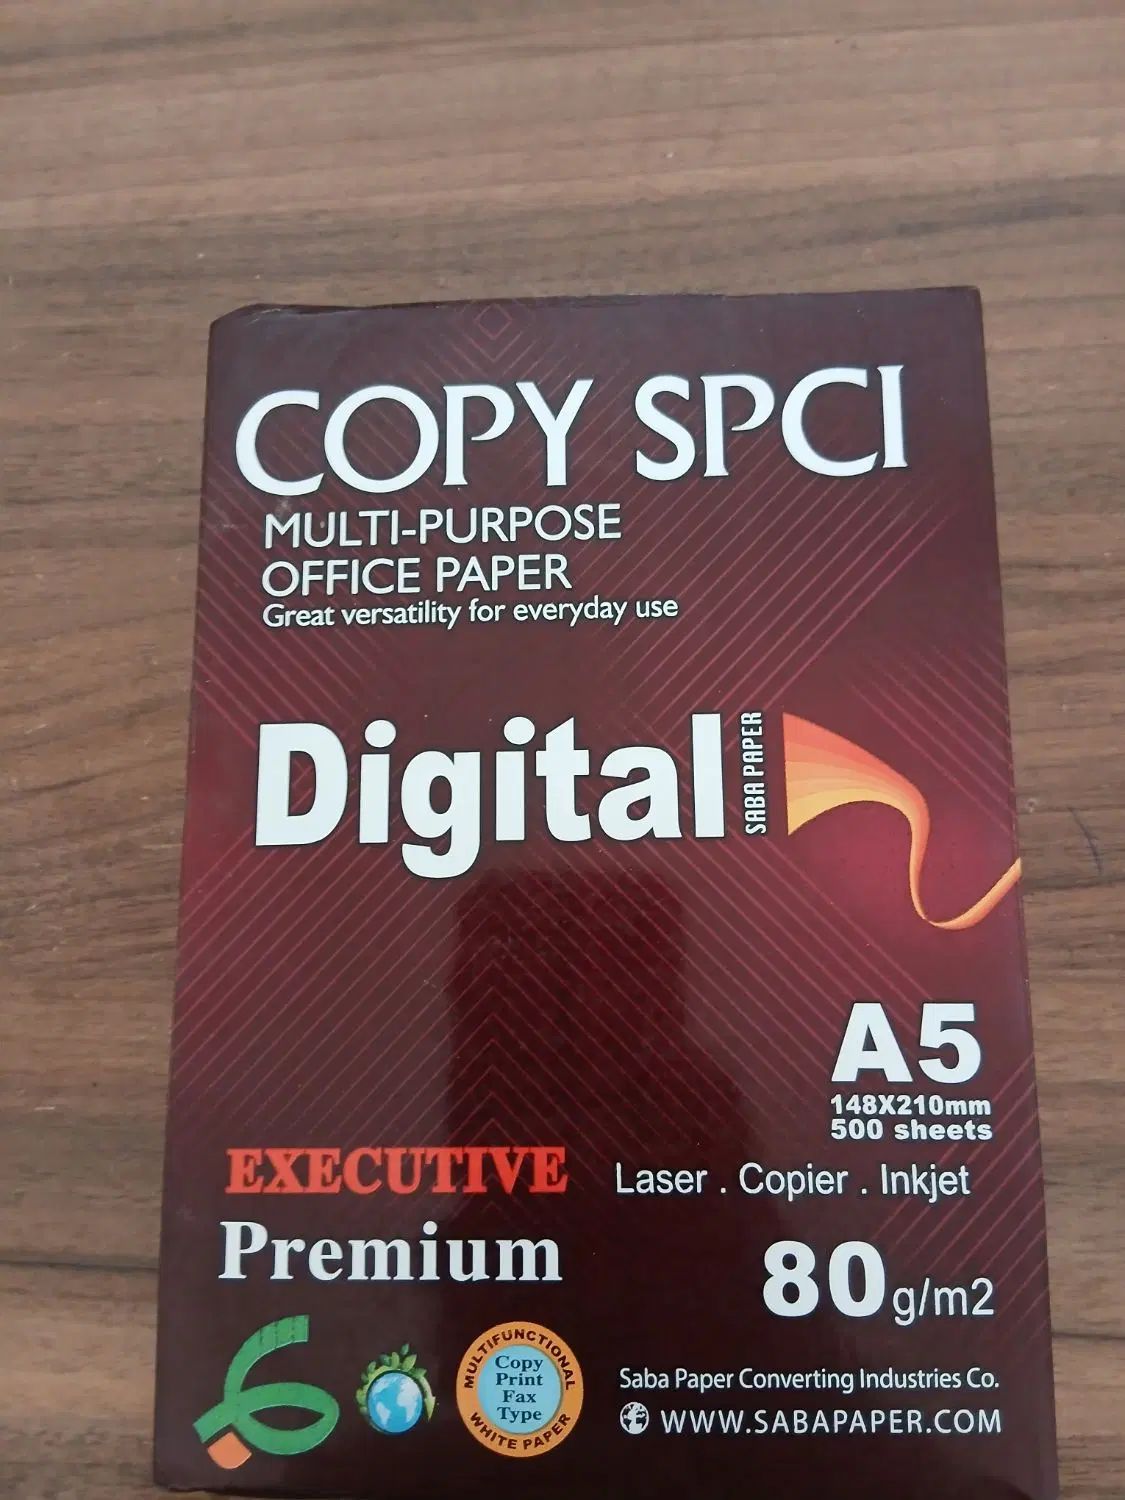 COPY SPCI
MULTI-PURPOSE
OFFICE PAPER
Great versatility for everyday use
Digital
SABA PAPER
A5
148X210mm
500 sheets
EXECUTIVE
Premium
Laser . Copier . Inkjet
80 g/m2
MULTIFUNCTIONAL
Copy
Print
Fax
Type
WHITE PAPER
Saba Paper Converting Industries Co.
WWW.SABAPAPER.COM